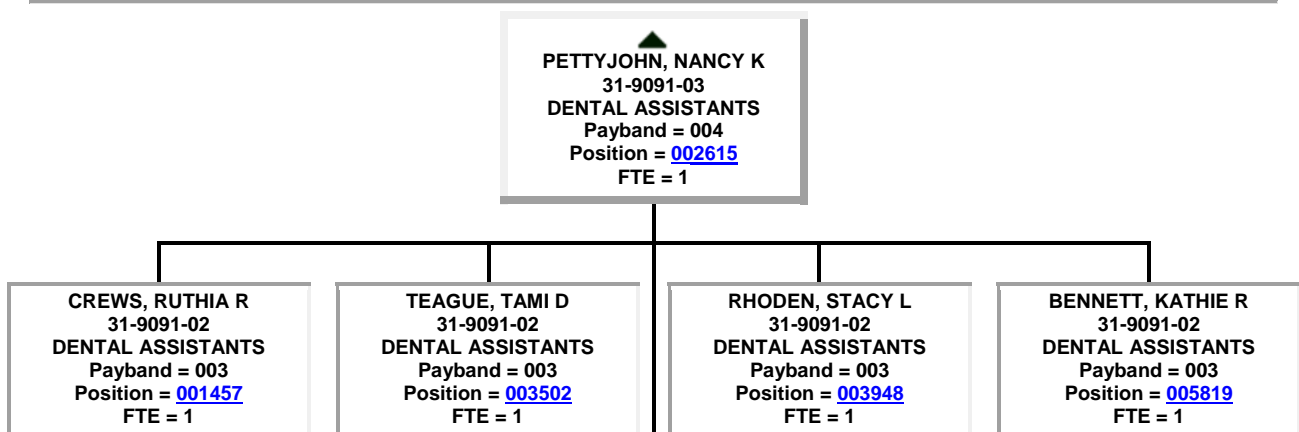 PETTYJOHN, NANCY K
31-9091-03
DENTAL ASSISTANTS
Payband = 004
Position = 002615
FTE = 1
CREWS, RUTHIA R
31-9091-02
DENTAL ASSISTANTS
Payband = 003
Position = 001457
FTE = 1
TEAGUE, TAMI D
31-9091-02
DENTAL ASSISTANTS
Payband = 003
Position = 003502
FTE = 1
RHODEN, STACY L
31-9091-02
DENTAL ASSISTANTS
Payband = 003
Position = 003948
FTE = 1
BENNETT, KATHIE R
31-9091-02
DENTAL ASSISTANTS
Payband = 003
Position = 005819
FTE = 1